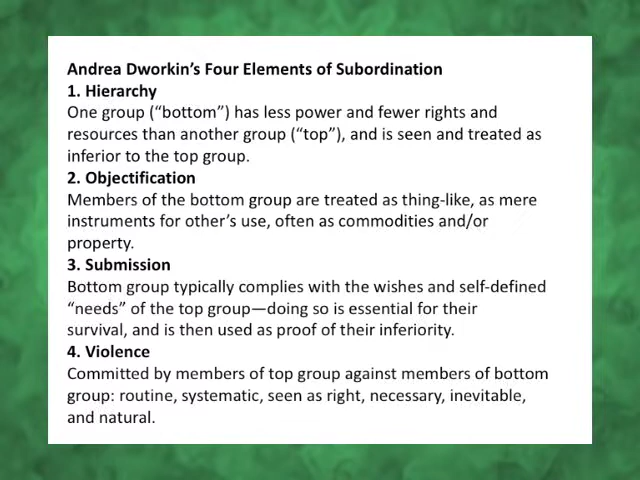 Andrea Dworkin’s Four Elements of Subordination
1. Hierarchy
One group (“bottom”) has less power and fewer rights and
resources than another group (“top”), and is seen and treated as
inferior to the top group.
2. Objectification
Members of the bottom group are treated as thing-like, as mere
instruments for other’s use, often as commodities and/or
property.
3. Submission
Bottom group typically complies with the wishes and self-defined
“needs” of the top group—doing so is essential for their
survival, and is then used as proof of their inferiority.
4. Violence
Committed by members of top group against members of bottom
group: routine, systematic, seen as right, necessary, inevitable,
and natural.